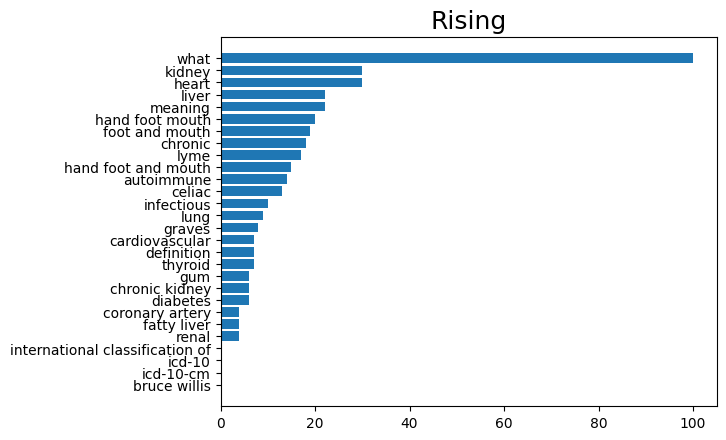 Rising
what
kidney
heart
liver
meaning
hand foot mouth
foot and mouth
chronic
lyme
hand foot and mouth
autoimmune
celiac
infectious
lung
graves
cardiovascular
definition
thyroid
gum
chronic kidney
diabetes
coronary artery
fatty liver
renal
international classification of
icd-10
icd-10-cm
bruce willis
0 20 40 60 80 100